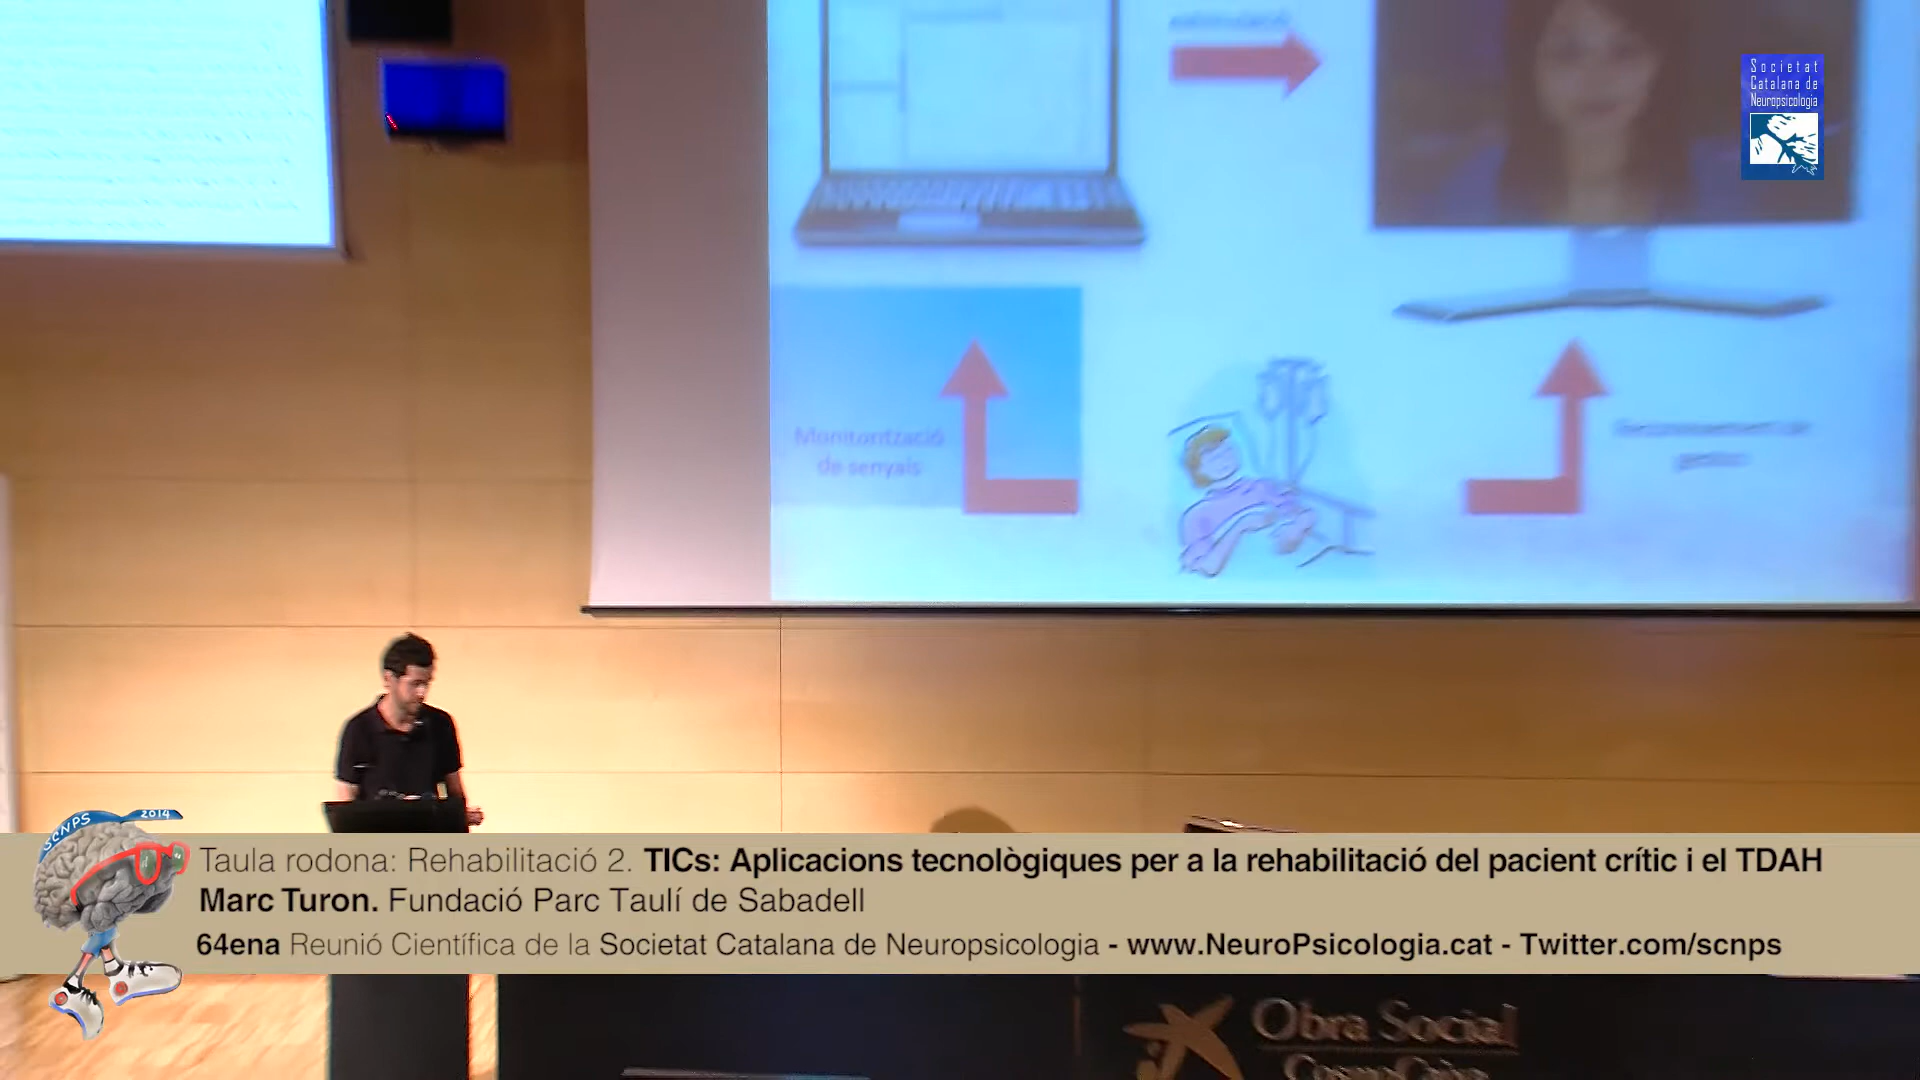 estimulació
Societat
Catalana de
Neuropsicologia
Monitorització
de senyals
SCNPS 2014
Taula rodona: Rehabilitació 2. TICs: Aplicacions tecnològiques per a la rehabilitació del pacient crític i el TDAH
Marc Turon. Fundació Parc Taulí de Sabadell
64ena Reunió Científica de la Societat Catalana de Neuropsicologia - www.NeuroPsicologia.cat - Twitter.com/scnps
Obra Social
CosmoCaixa